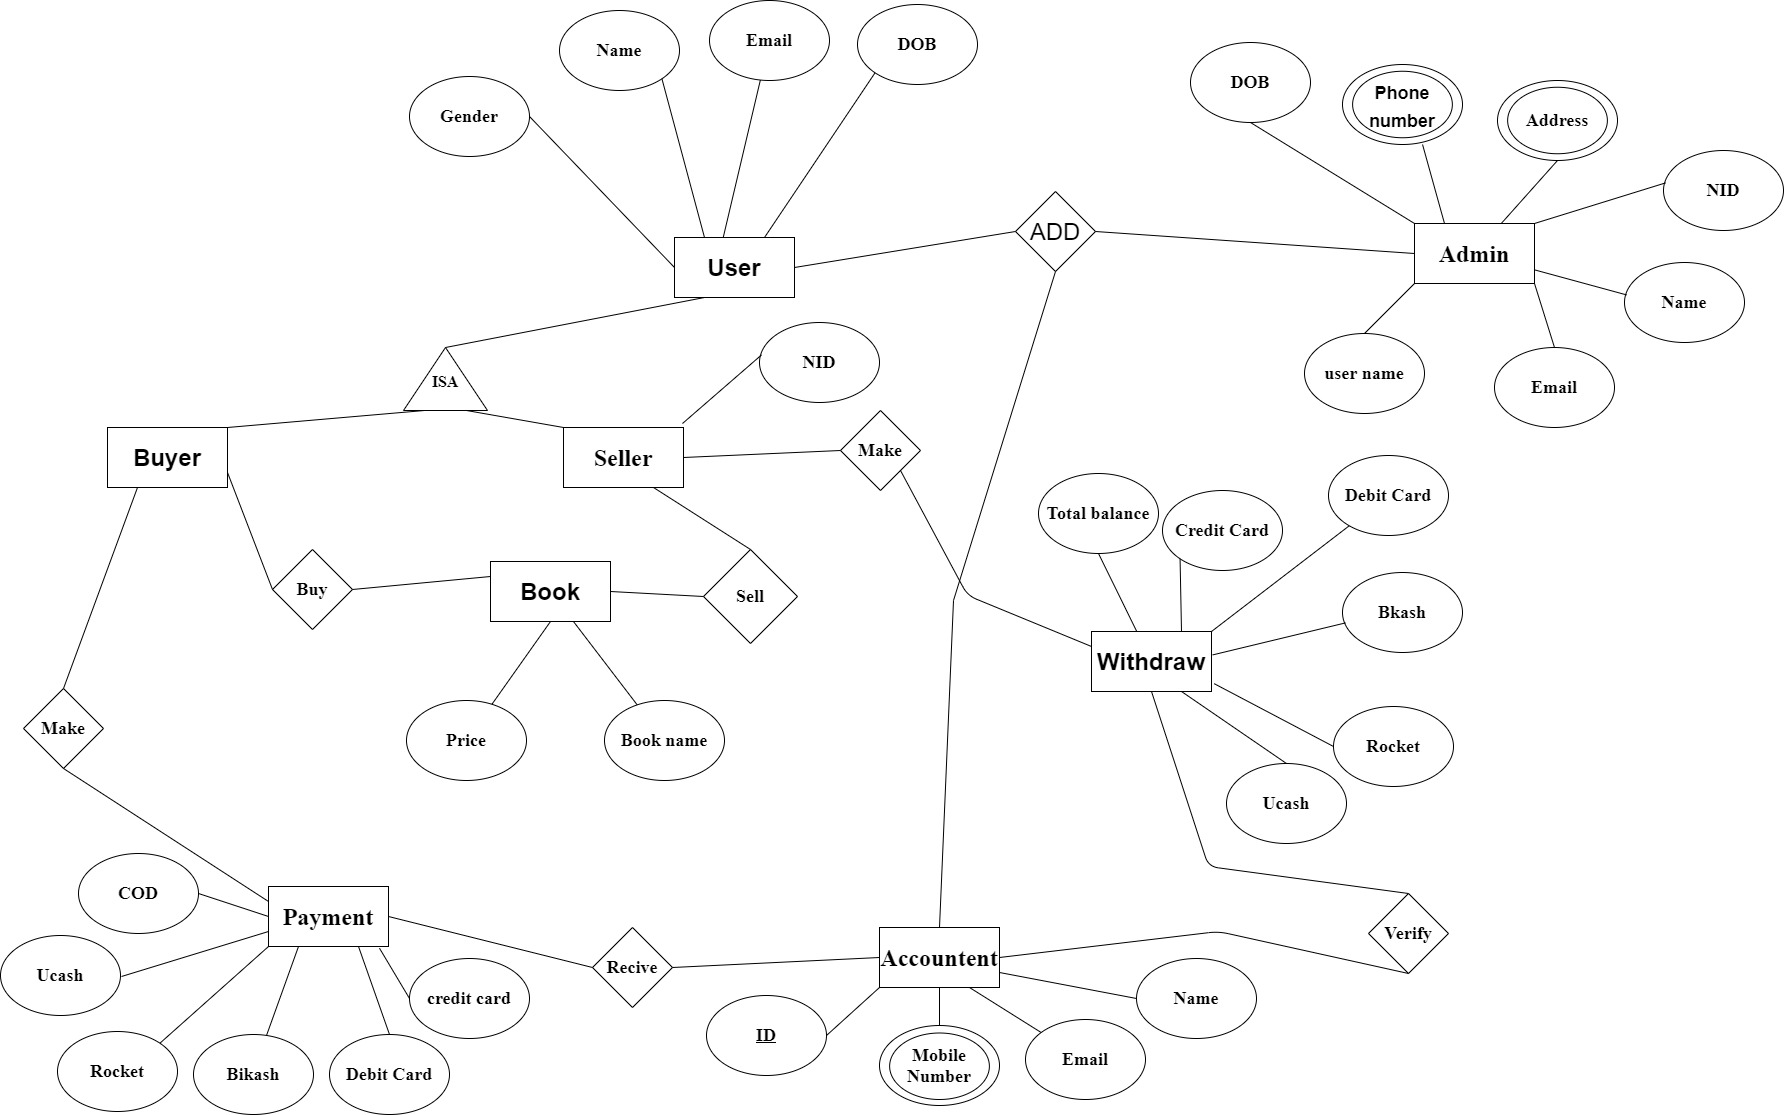 Email
Name
DOB
Gender
DOB
Phone
number
Address
NID
ADD
Admin
User
Name
NID
user name
ISA
Email
Make
Buyer
Seller
Debit Card
Total balance
Credit Card
Buy
Book
Sell
Bkash
Withdraw
Make
Price
Book name
Rocket
Ucash
COD
Payment
Verify
Accountent
Recive
Ucash
credit card
Name
ID
Mobile
Number
Email
Rocket
Bikash
Debit Card